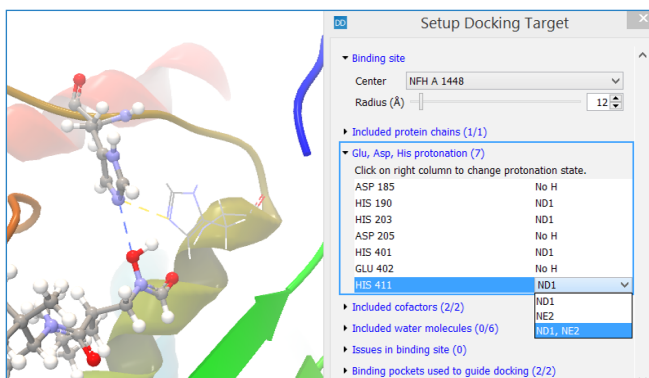 DD
Setup Docking Target
Binding site
Center NFH A 1448
Radius (Å) 12
Included protein chains (1/1)
Glu, Asp, His protonation (7)
Click on right column to change protonation state.
ASP 185 No H
HIS 190 ND1
HIS 203 ND1
ASP 205 No H
HIS 401 ND1
GLU 402 No H
HIS 411 ND1
ND1
NE2
ND1, NE2
Included cofactors (2/2)
Included water molecules (0/6)
Issues in binding site (0)
Binding pockets used to guide docking (2/2)